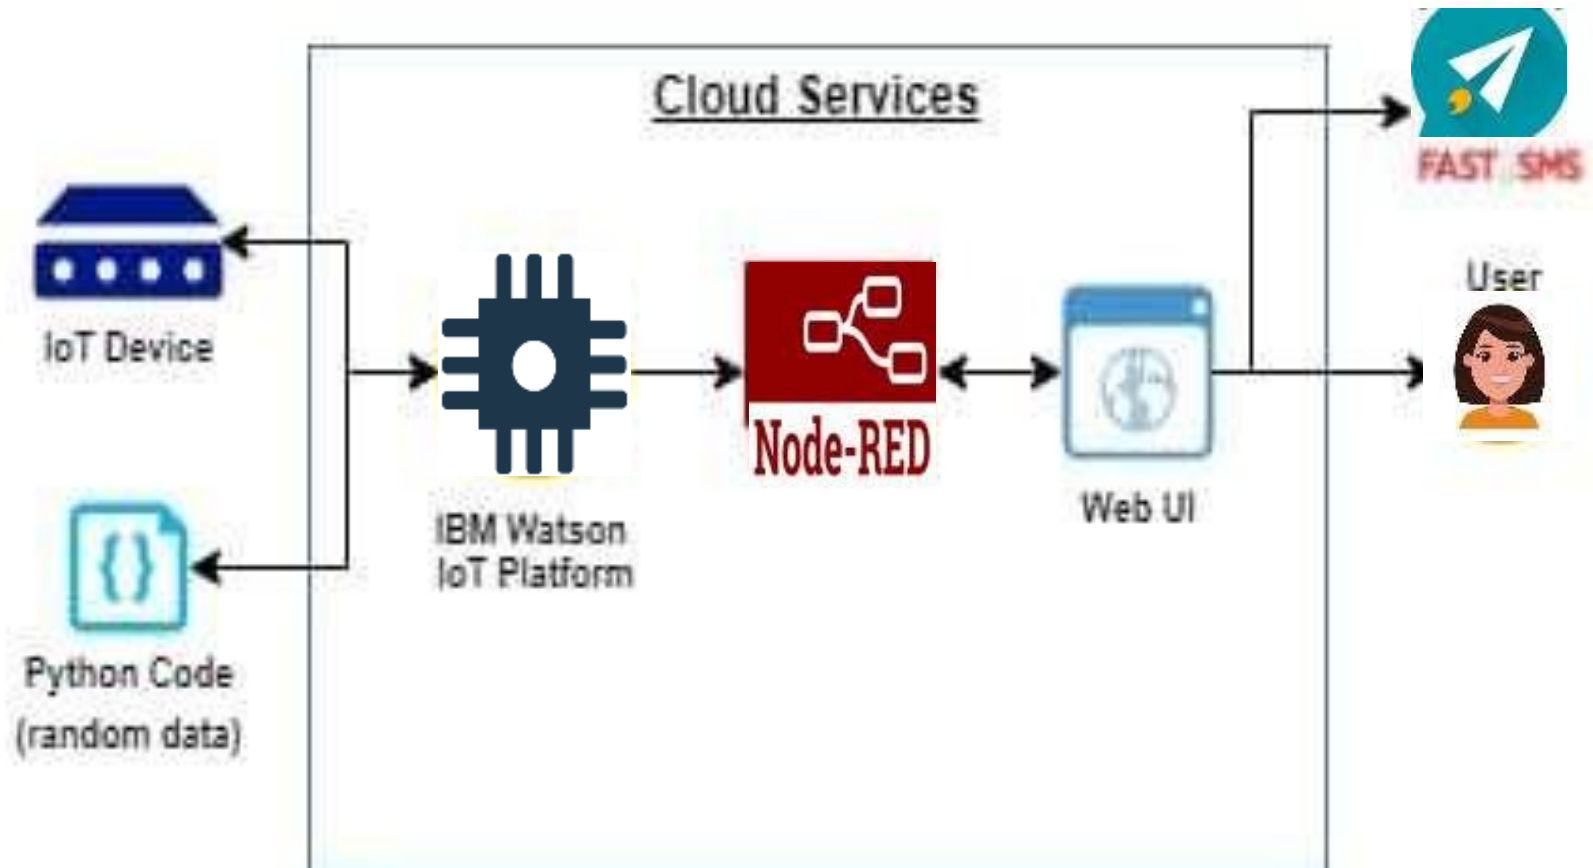 Cloud Services
FAST SMS
User
IoT Device
Node-RED
Web UI
IBM Watson
IoT Platform
Python Code
(random data)